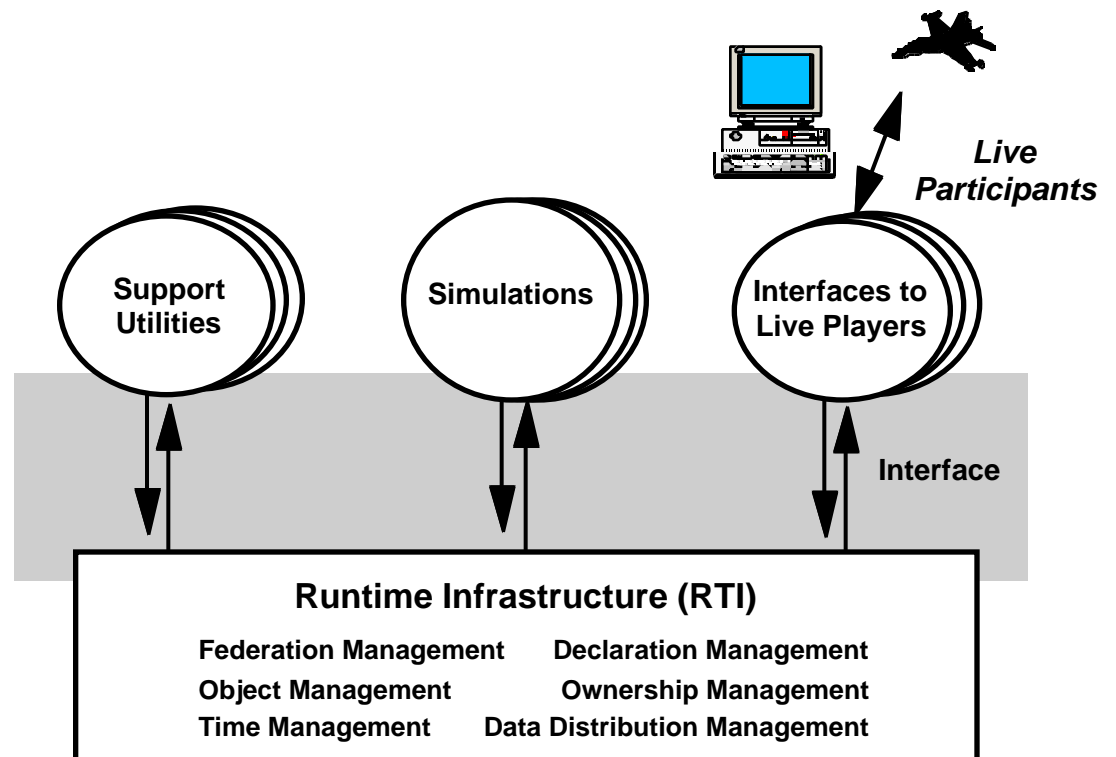 Live
Participants
Support
Utilities
Simulations
Interfaces to
Live Players
Interface
Runtime Infrastructure (RTI)
Federation Management Declaration Management
Object Management Ownership Management
Time Management Data Distribution Management